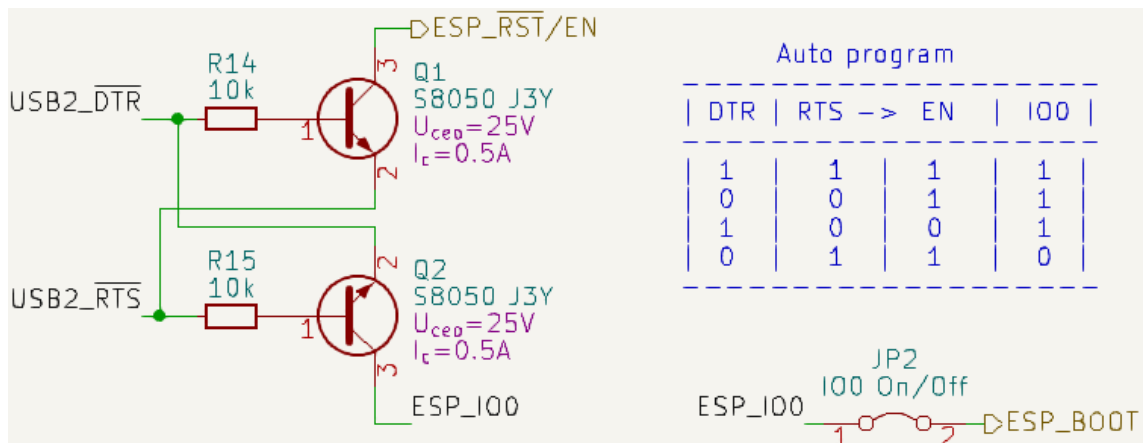 ESP_RST/EN
R14
10k
USB2_DTR
Q1
S8050 J3Y
Uceo=25V
Ic=0.5A
1
3
2
R15
10k
USB2_RTS
Q2
S8050 J3Y
Uceo=25V
Ic=0.5A
1
2
3
ESP_IO0
Auto program
| DTR | RTS -> EN | IO0 |
| 1 | 1 | 1 | 1 |
| 0 | 0 | 1 | 1 |
| 1 | 0 | 0 | 1 |
| 0 | 1 | 1 | 0 |
JP2
IO0 On/Off
ESP_IO0
1
2
ESP_BOOT